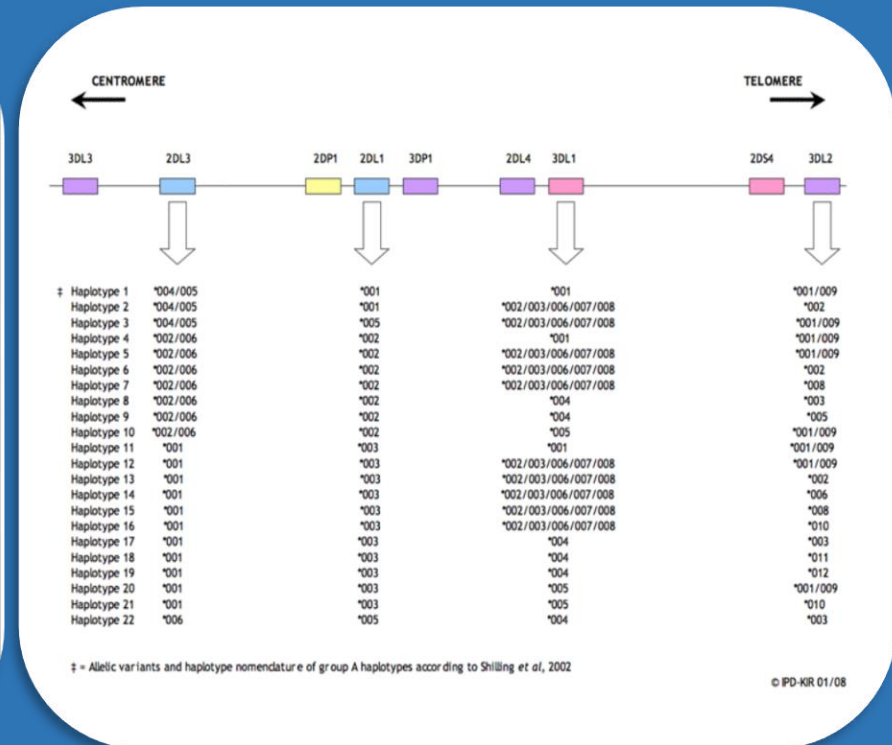 CENTROMERE TELOMERE
3DL3 2DL3 2DP1 2DL1 3DP1 2DL4 3DL1 2DS4 3DL2
‡ Haplotype 1 *004/005 *001 *001 *001/009
Haplotype 2 *004/005 *001 *002/003/006/007/008 *002
Haplotype 3 *004/005 *005 *002/003/006/007/008 *001/009
Haplotype 4 *002/006 *002 *001 *001/009
Haplotype 5 *002/006 *002 *002/003/006/007/008 *001/009
Haplotype 6 *002/006 *002 *002/003/006/007/008 *002
Haplotype 7 *002/006 *002 *002/003/006/007/008 *008
Haplotype 8 *002/006 *002 *004 *003
Haplotype 9 *002/006 *002 *004 *005
Haplotype 10 *002/006 *002 *005 *001/009
Haplotype 11 *001 *003 *001 *001/009
Haplotype 12 *001 *003 *002/003/006/007/008 *001/009
Haplotype 13 *001 *003 *002/003/006/007/008 *002
Haplotype 14 *001 *003 *002/003/006/007/008 *006
Haplotype 15 *001 *003 *002/003/006/007/008 *008
Haplotype 16 *001 *003 *002/003/006/007/008 *010
Haplotype 17 *001 *003 *004 *003
Haplotype 18 *001 *003 *004 *011
Haplotype 19 *001 *003 *004 *012
Haplotype 20 *001 *003 *005 *001/009
Haplotype 21 *001 *003 *005 *010
Haplotype 22 *006 *005 *004 *003
‡ = Allelic variants and haplotype nomenclature of group A haplotypes according to Shilling et al, 2002
© IPD-KIR 01/08